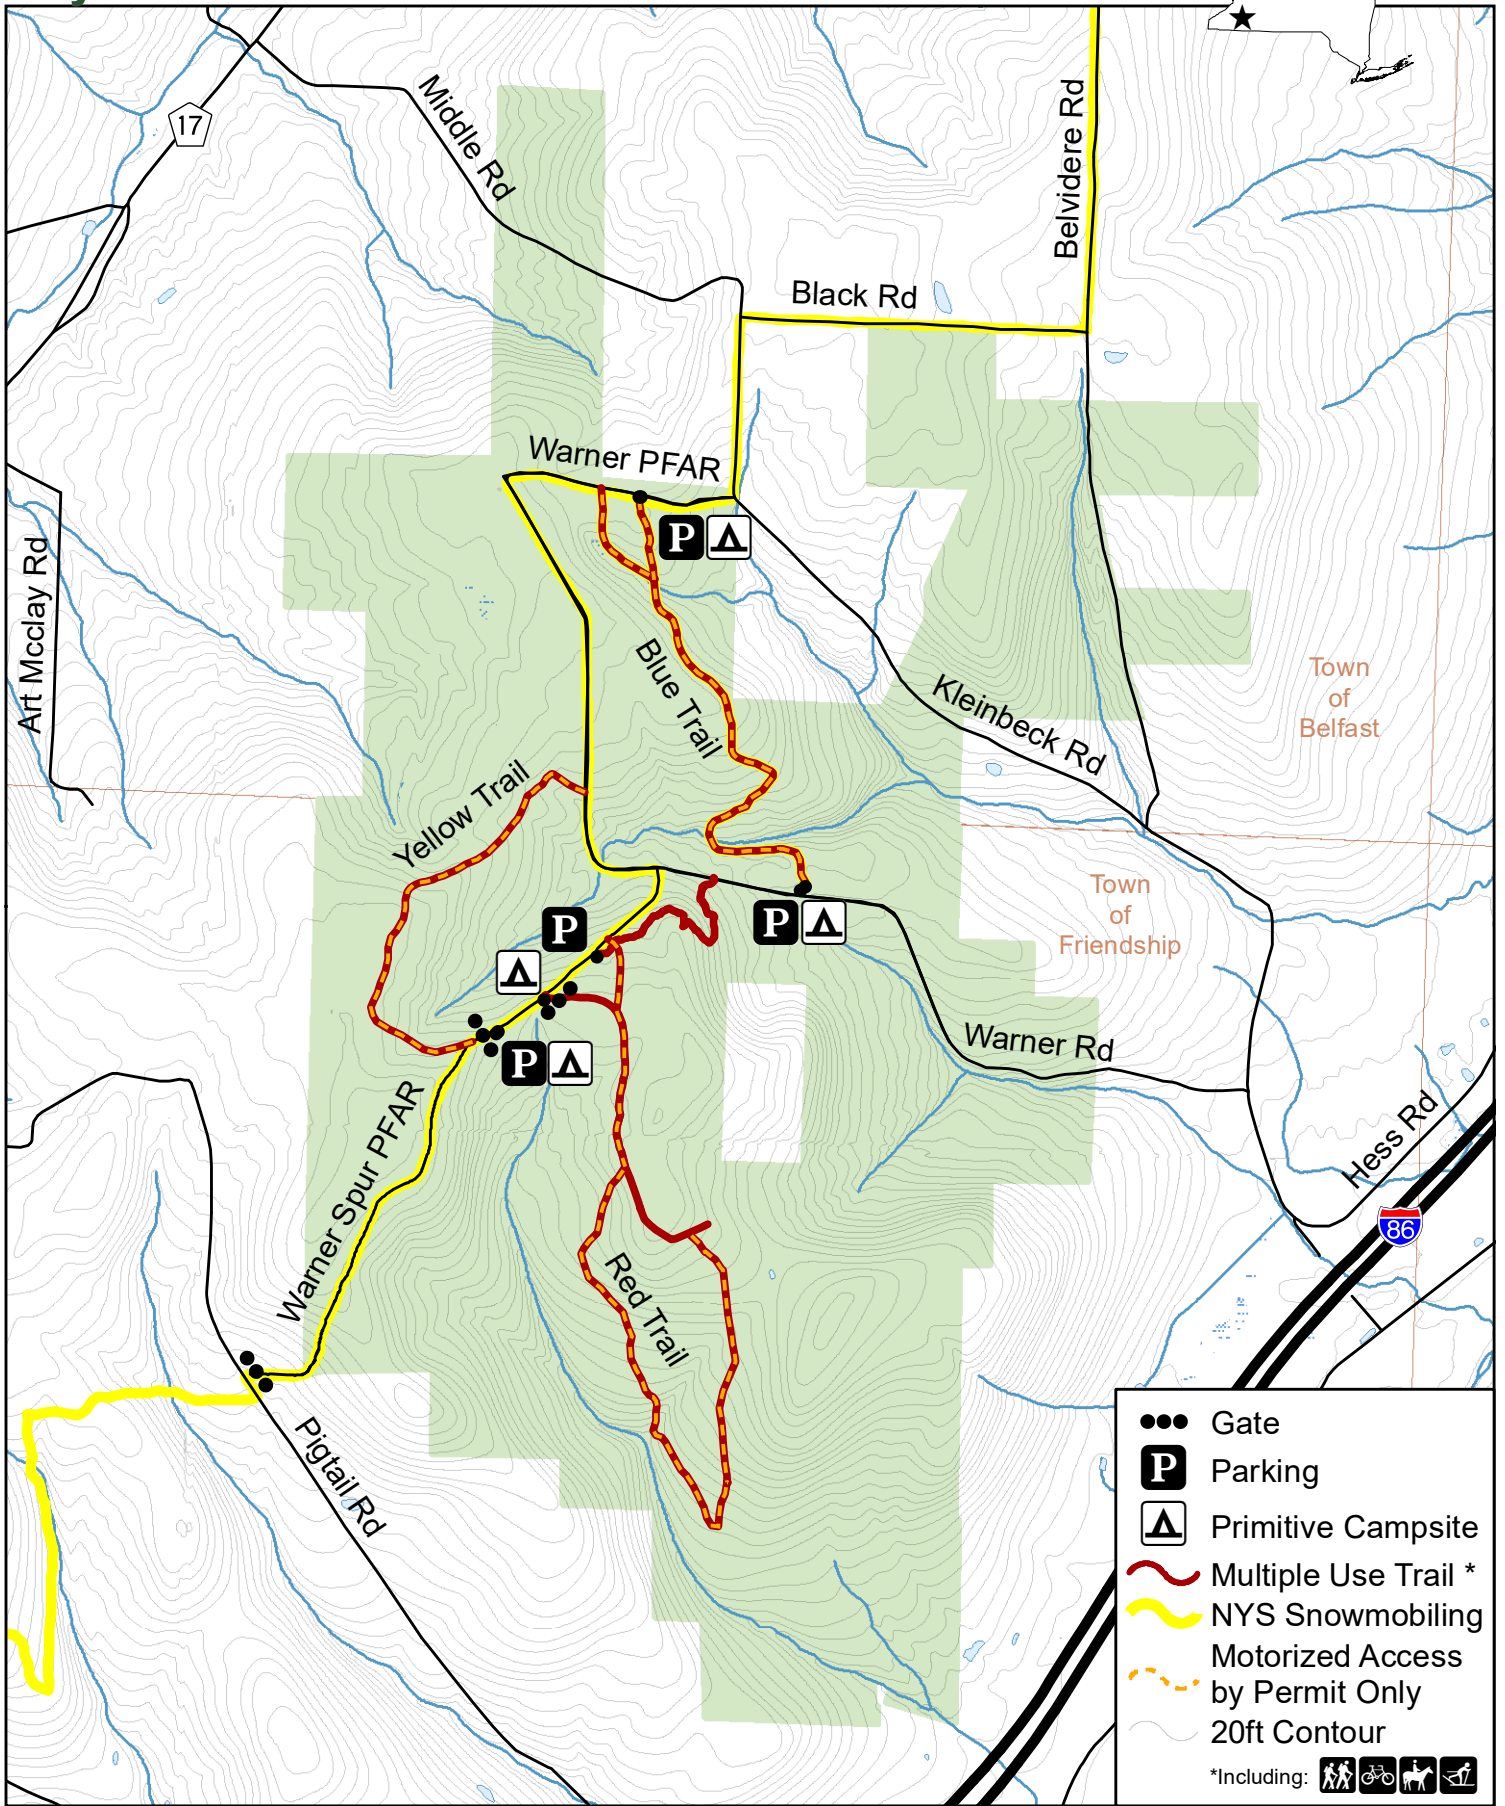 17
Middle Rd
Belvidere Rd
Black Rd
Warner PFAR
P
Art Mcclay Rd
Blue Trail
Kleinbeck Rd
Town
of
Belfast
Yellow Trail
Town
of
Friendship
P
P
Warner Rd
P
Warner Spur PFAR
Hess Rd
86
Red Trail
Pigtail Rd
Gate
P Parking
Primitive Campsite
Multiple Use Trail *
NYS Snowmobiling
Motorized Access
by Permit Only
20ft Contour
*Including: